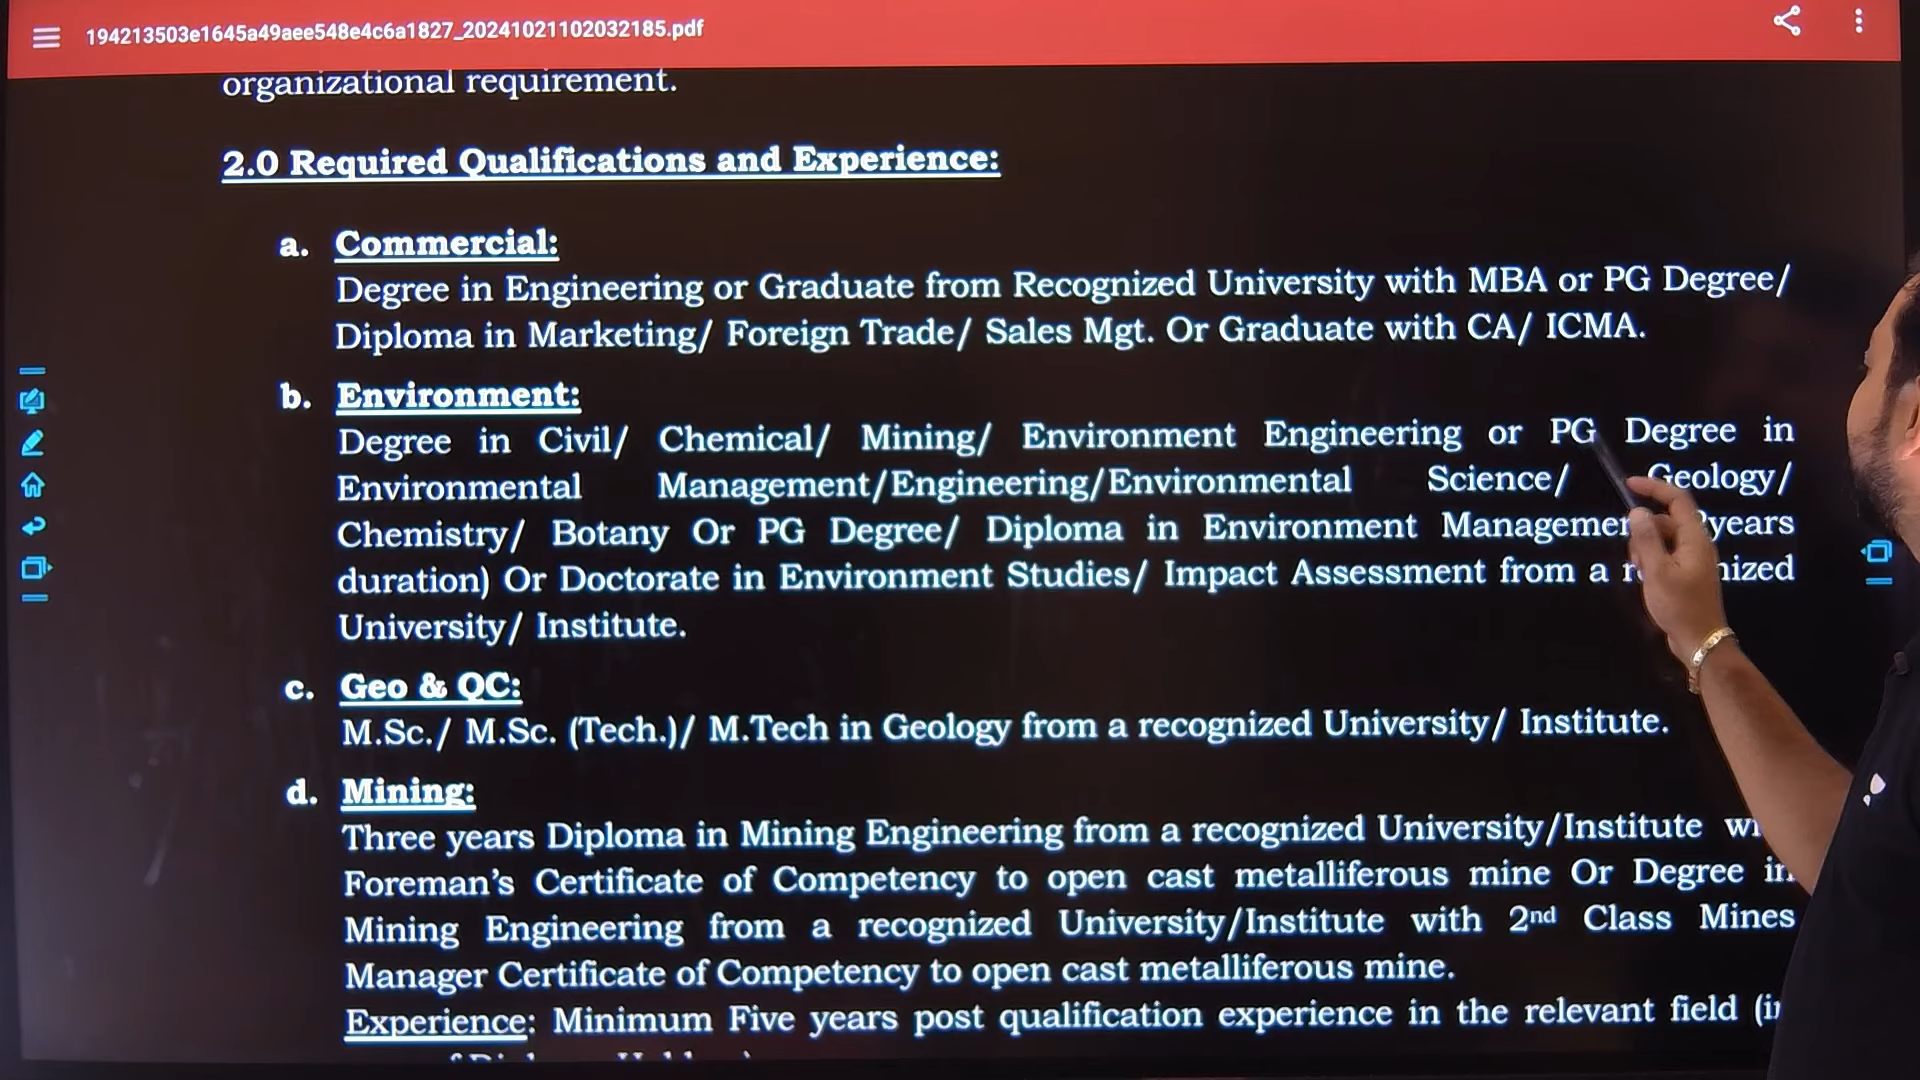 194213503e1645a49aee548e4c6a1827_20241021102032185.pdf
organizational requirement.
2.0 Required Qualifications and Experience:
a. Commercial:
Degree in Engineering or Graduate from Recognized University with MBA or PG Degree/
Diploma in Marketing/ Foreign Trade/ Sales Mgt. Or Graduate with CA/ ICMA.
b. Environment:
Degree in Civil/ Chemical/ Mining/ Environment Engineering or PG Degree in
Environmental Management/Engineering/Environmental Science/ Geology/
Chemistry/ Botany Or PG Degree/ Diploma in Environment years
duration) Or Doctorate in Environment Studies/ Impact Assessment from a
University/ Institute.
c. Geo & QC:
M.Sc./ M.Sc. (Tech.)/ M.Tech in Geology from a recognized University/ Institute.
d. Mining:
Three years Diploma in Mining Engineering from a recognized University/Institute
Foreman's Certificate of Competency to open cast metalliferous mine Or Degree in
Mining Engineering from a recognized University/Institute with 2nd Class Mines
Manager Certificate of Competency to open cast metalliferous mine.
Experience: Minimum Five years post qualification experience in the relevant field